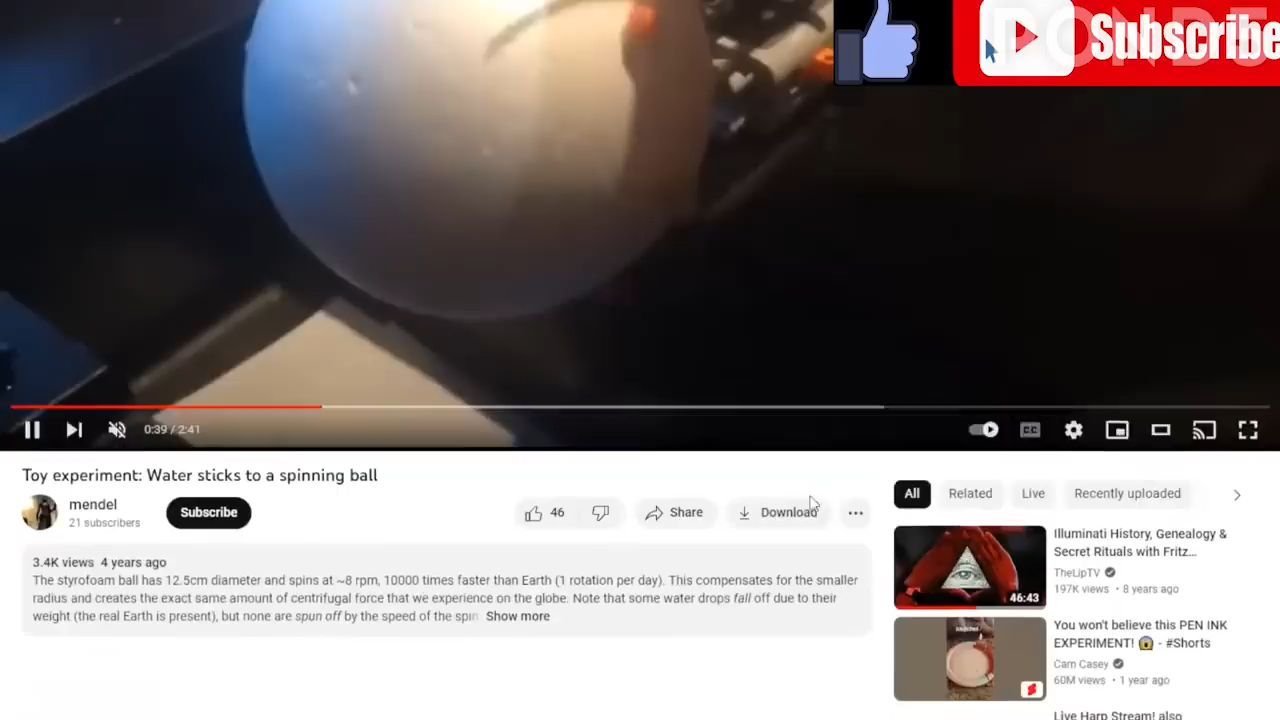 Subscribe
0:39 / 2:41
CC
Toy experiment: Water sticks to a spinning ball
mendel
21 subscribers
Subscribe
46
Share
Download
3.4K views 4 years ago
The styrofoam ball has 12.5cm diameter and spins at ~8 rpm, 10000 times faster than Earth (1 rotation per day). This compensates for the smaller
radius and creates the exact same amount of centrifugal force that we experience on the globe. Note that some water drops fall off due to their
weight (the real Earth is present), but none are spun off by the speed of the spin Show more
All
Related
Live
Recently uploaded
46:43
Illuminati History, Genealogy &
Secret Rituals with Fritz...
TheLipTV
197K views • 8 years ago
You won't believe this PEN INK
EXPERIMENT! 😱 - #Shorts
Carn Casey
60M views • 1 year ago
Live Harp Stream! also